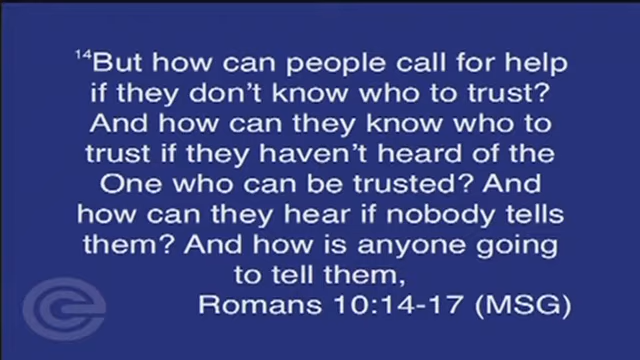 ¹⁴But how can people call for help
if they don't know who to trust?
And how can they know who to
trust if they haven't heard of the
One who can be trusted? And
how can they hear if nobody tells
them? And how is anyone going
to tell them,
Romans 10:14-17 (MSG)